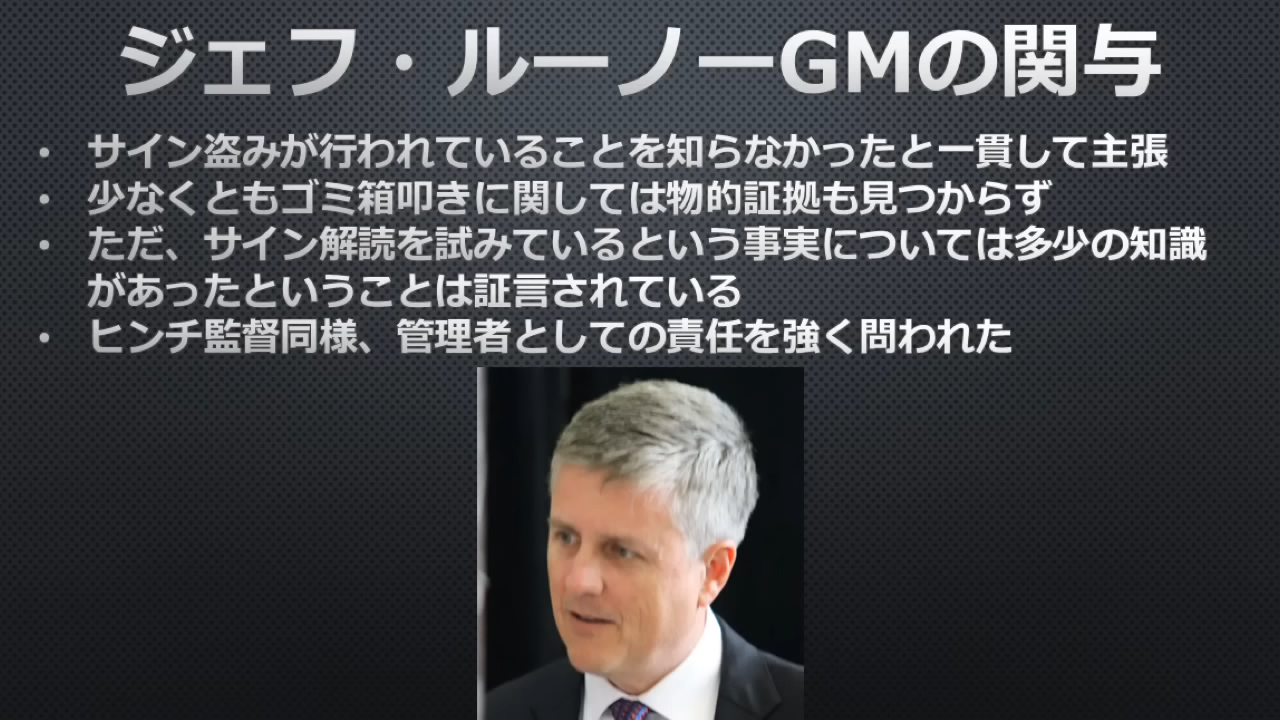 ジェフ・ルーノーGMの関与
• サイン盗みが行われていることを知らなかったと一貫して主張
• 少なくともゴミ箱叩きに関しては物的証拠も見つからず
• ただ、サイン解読を試みているという事実については多少の知識
があったということは証言されている
• ヒンチ監督同様、管理者としての責任を強く問われた